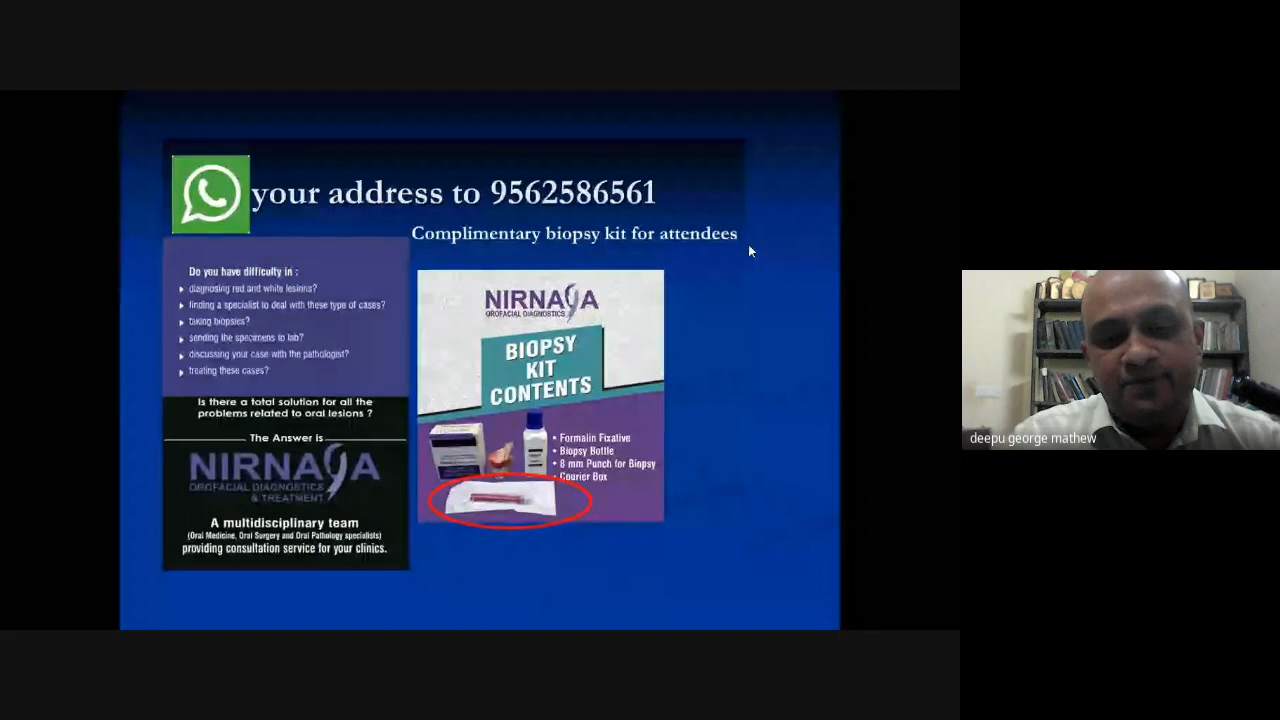 your address to 9562586561
Complimentary biopsy kit for attendees
Do you have difficulty in :
diagnosing red and white lesions?
finding a specialist to deal with these type of cases?
taking biopsies?
sending the specimens to lab?
discussing your case with the pathologist?
treating these cases?
Is there a total solution for all the
problems related to oral lesions ?
The Answer is
NIRNAYA
OROFACIAL DIAGNOSTICS
& TREATMENT
A multidisciplinary team
(Oral Medicine, Oral Surgery and Oral Pathology specialists)
providing consultation service for your clinics.
NIRNAYA
OROFACIAL DIAGNOSTICS
BIOPSY
KIT
CONTENTS
• Formalin Fixative
• Biopsy Bottle
• 8 mm Punch for Biopsy
• Courier Box
deepu george mathew